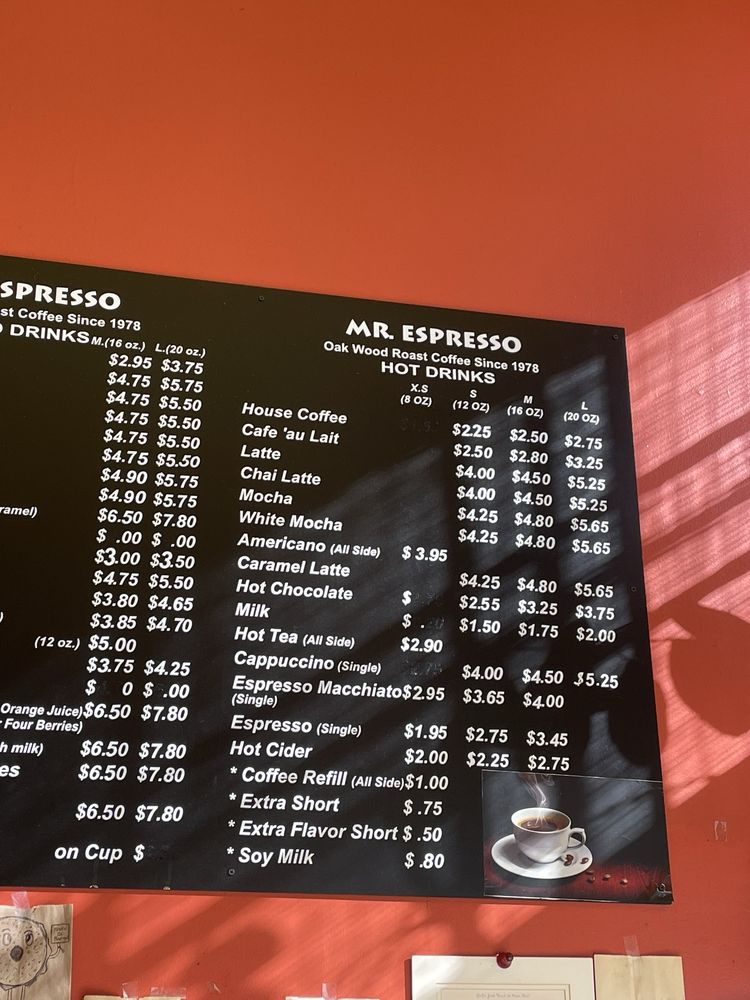 SPRESSO
st Coffee Since 1978
D DRINKS M.(16 oz.) L.(20 oz.)
$2.95 $3.75
$4.75 $5.75
$4.75 $5.50
$4.75 $5.50
$4.75 $5.50
$4.75 $5.50
$4.90 $5.75
$4.90 $5.75
ramel) $6.50 $7.80
$ .00 $ .00
$3.00 $3.50
$4.75 $5.50
$3.80 $4.65
) $3.85 $4.70
(12 oz.) $5.00
$3.75 $4.25
$ 0 $ .00
Orange Juice) $6.50 $7.80
Four Berries)
h milk) $6.50 $7.80
es $6.50 $7.80
$6.50 $7.80
on Cup $
MR. ESPRESSO
Oak Wood Roast Coffee Since 1978
HOT DRINKS
X.S S M L
(8 OZ) (12 OZ) (16 OZ) (20 OZ)
House Coffee $2.25 $2.50 $2.75
Cafe 'au Lait $2.50 $2.80 $3.25
Latte $4.00 $4.50 $5.25
Chai Latte $4.00 $4.50 $5.25
Mocha $4.25 $4.80 $5.65
White Mocha $4.25 $4.80 $5.65
Americano (All Side) $3.95
Caramel Latte $4.25 $4.80 $5.65
Hot Chocolate $ $2.55 $3.25 $3.75
Milk $ . $1.50 $1.75 $2.00
Hot Tea (All Side) $2.90
Cappuccino (Single) $4.00 $4.50 $5.25
Espresso Macchiato $2.95 $3.65 $4.00
(Single)
Espresso (Single) $1.95 $2.75 $3.45
Hot Cider $2.00 $2.25 $2.75
* Coffee Refill (All Side) $1.00
* Extra Short $ .75
* Extra Flavor Short $ .50
* Soy Milk $ .80